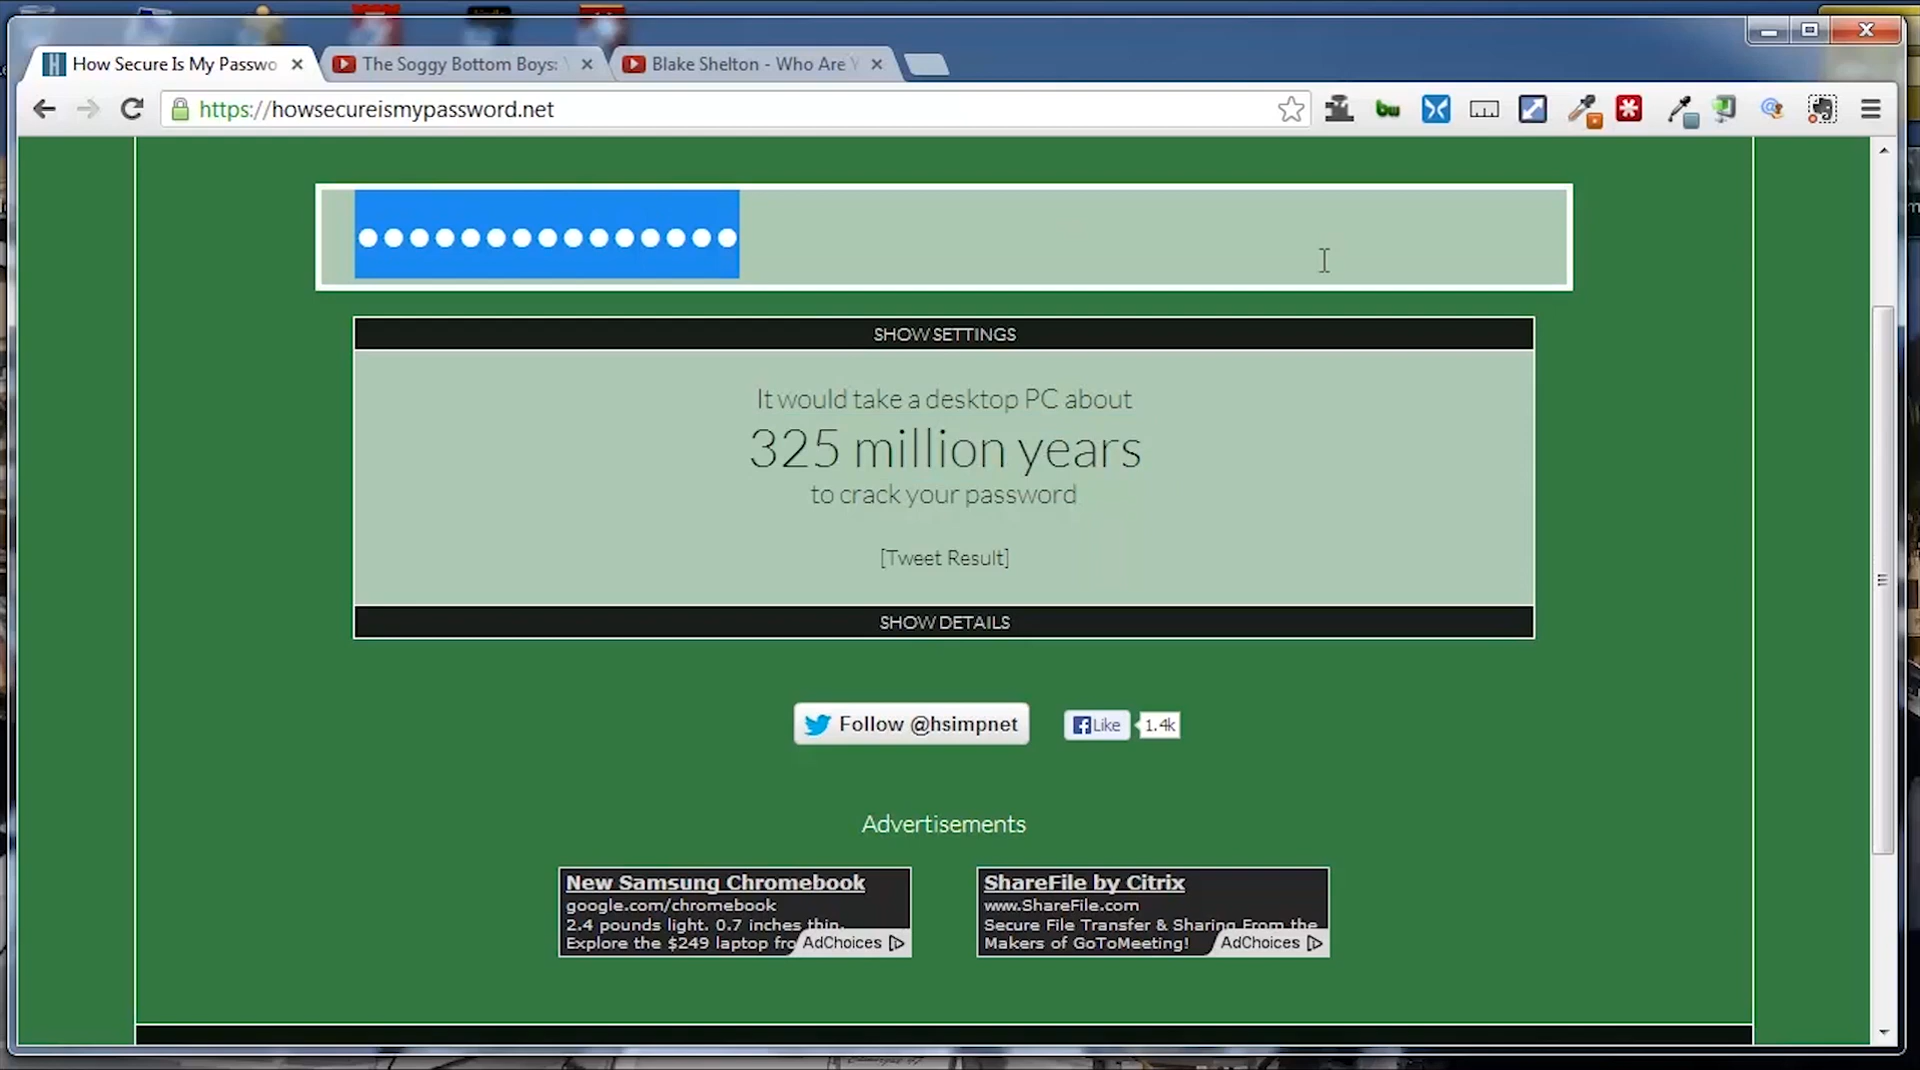 How Secure Is My Passwo
The Soggy Bottom Boys:
Blake Shelton - Who Are Y
https://howsecureismypassword.net
bw
SHOW SETTINGS
It would take a desktop PC about
325 million years
to crack your password
[Tweet Result]
SHOW DETAILS
Follow @hsimpnet
Like
1.4k
Advertisements
New Samsung Chromebook
google.com/chromebook
2.4 pounds light. 0.7 inches thin.
Explore the $249 laptop fro
AdChoices
ShareFile by Citrix
www.ShareFile.com
Secure File Transfer & Sharing From the
Makers of GoToMeeting!
AdChoices